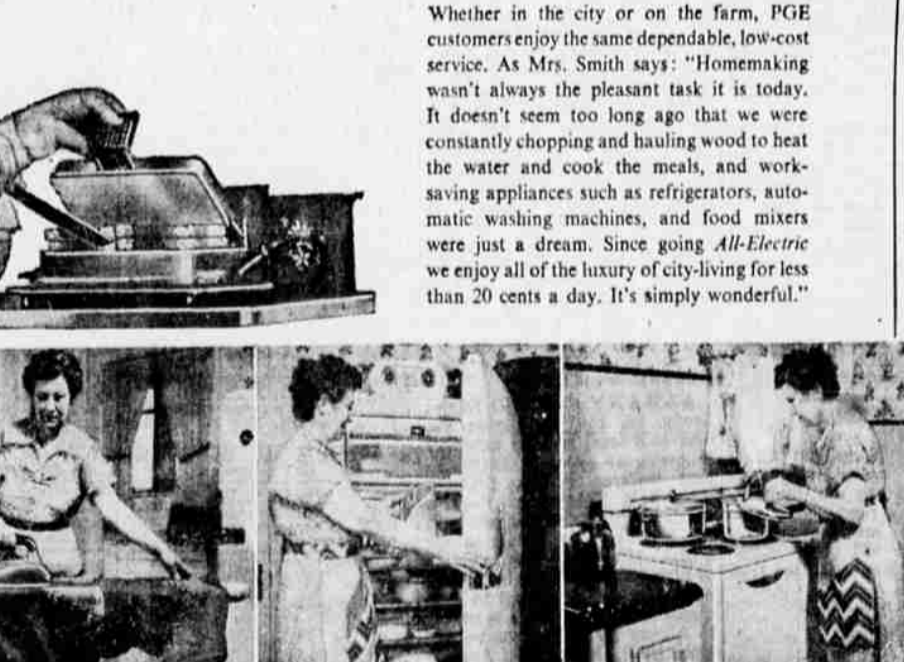 Whether in the city or on the farm, PGE
customers enjoy the same dependable, low-cost
service. As Mrs. Smith says: "Homemaking
wasn't always the pleasant task it is today.
It doesn't seem too long ago that we were
constantly chopping and hauling wood to heat
the water and cook the meals, and work-
saving appliances such as refrigerators, auto-
matic washing machines, and food mixers
were just a dream. Since going All-Electric
we enjoy all of the luxury of city-living for less
than 20 cents a day. It's simply wonderful."